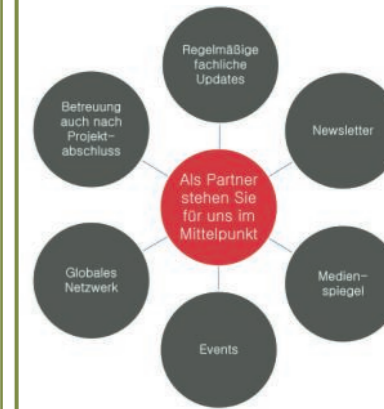 Regelmäßige
fachliche
Updates
Betreuung
auch nach
Projekt-
abschluss
Newsletter
Als Partner
stehen Sie
für uns im
Mittelpunkt
Globales
Netzwerk
Medien-
spiegel
Events